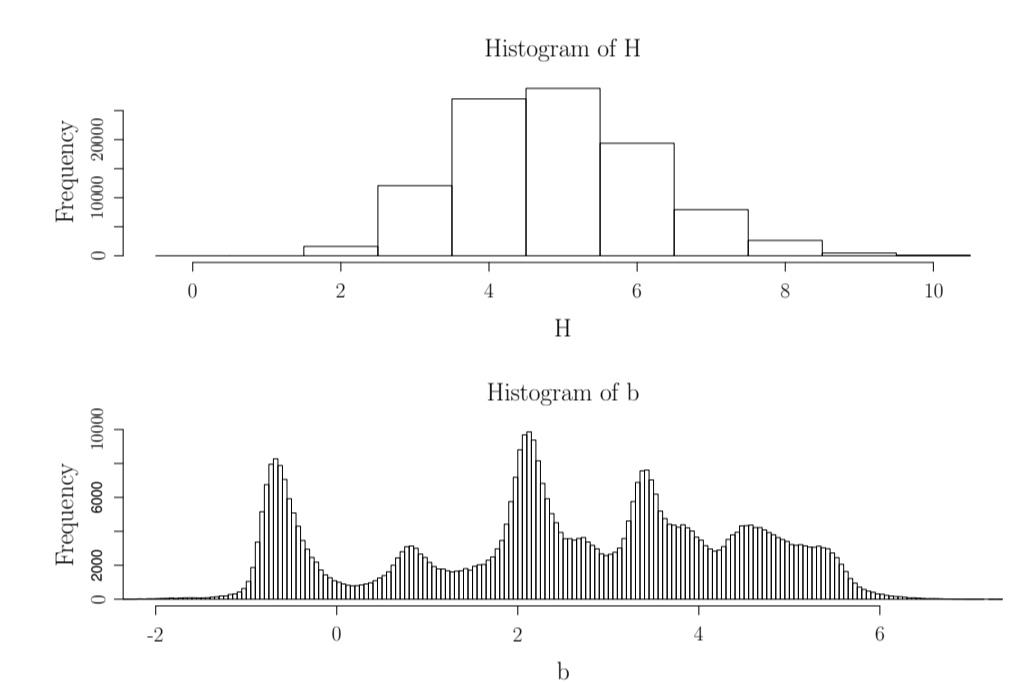 Histogram of H
Frequency
20000
10000
0
0 2 4 6 8 10
H
Histogram of b
Frequency
10000
6000
2000
0
-2 0 2 4 6
b